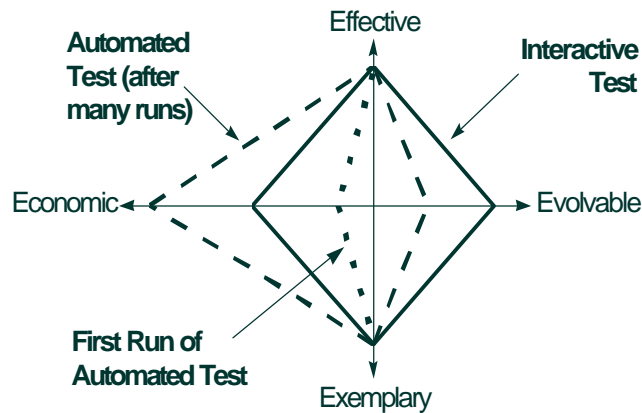 Effective
Automated
Test (after
many runs)
Interactive
Test
Economic
Evolvable
First Run of
Automated Test
Exemplary